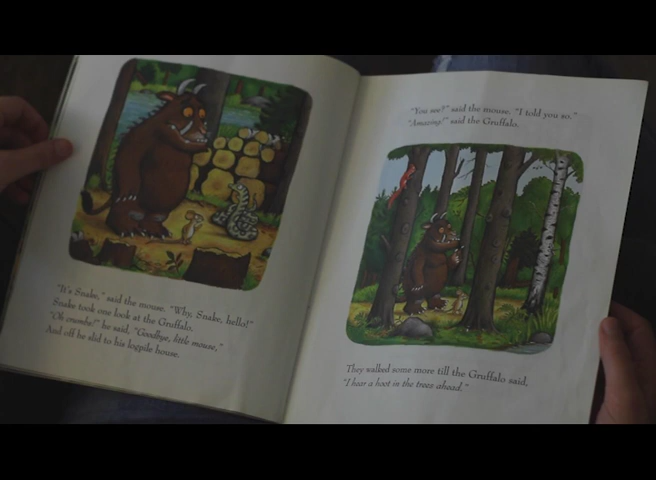 "It's Snake," said the mouse. "Why, Snake, hello!"
Snake took one look at the Gruffalo.
"Oh crumbs!" he said, "Goodbye, little mouse,"
And off he slid to his logpile house.
"You see?" said the mouse. "I told you so."
"Amazing!" said the Gruffalo.
They walked some more till the Gruffalo said,
"I hear a hoot in the trees ahead."